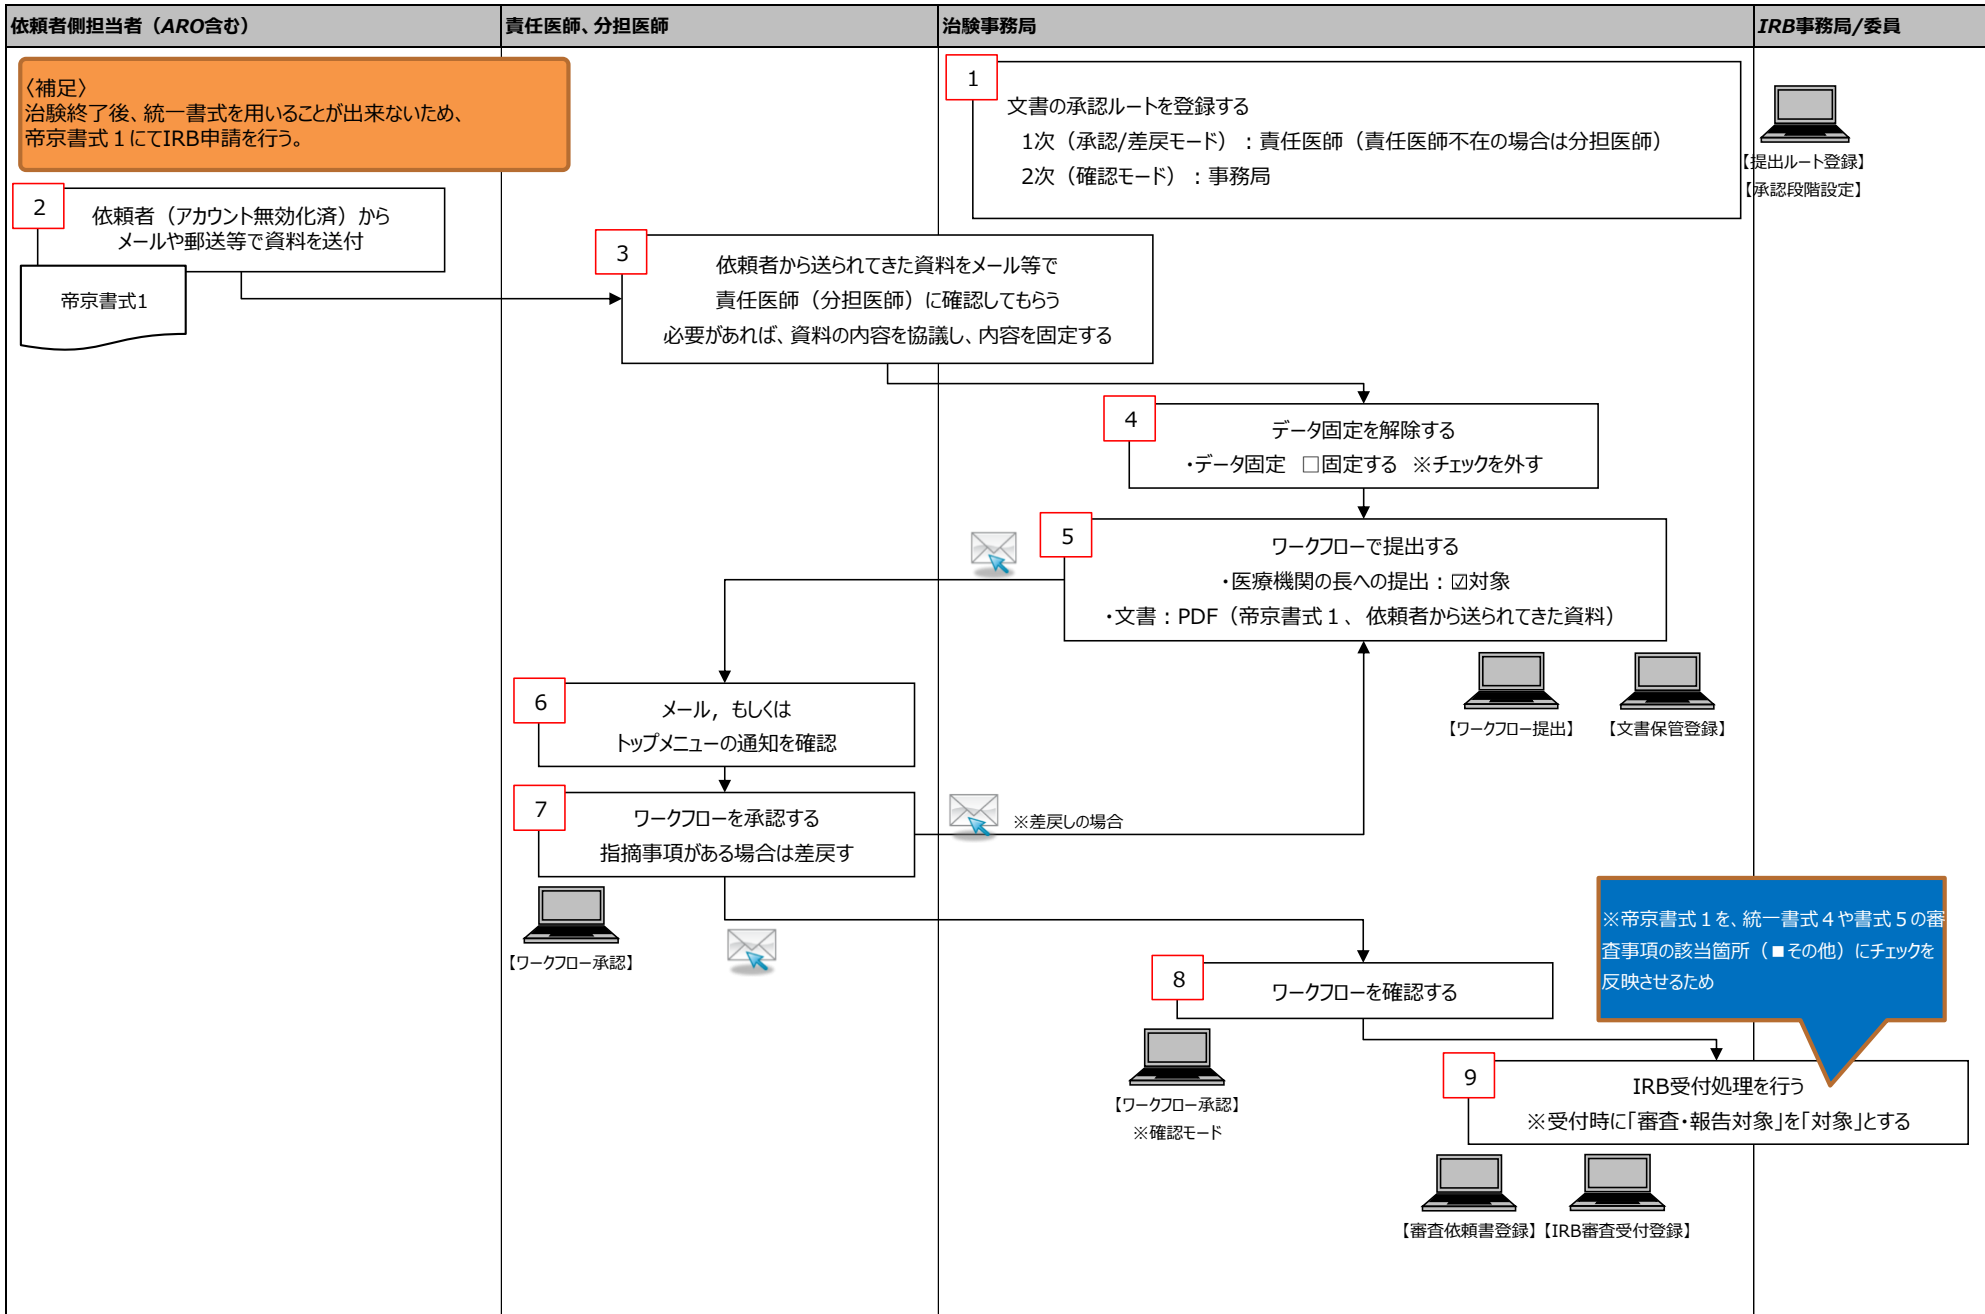 依頼者側担当者（ARO含む）
責任医師、分担医師
治験事務局
IRB事務局/委員
〈補足〉
治験終了後、統一書式を用いることが出来ないため、
帝京書式１にてIRB申請を行う。
1
文書の承認ルートを登録する
1次（承認/差戻モード）：責任医師（責任医師不在の場合は分担医師）
2次（確認モード）：事務局
【提出ルート登録】
【承認段階設定】
2
依頼者（アカウント無効化済）から
メールや郵送等で資料を送付
帝京書式1
3
依頼者から送られてきた資料をメール等で
責任医師（分担医師）に確認してもらう
必要があれば、資料の内容を協議し、内容を固定する
4
データ固定を解除する
・データ固定　□固定する　※チェックを外す
5
ワークフローで提出する
・医療機関の長への提出：☑対象
・文書：PDF（帝京書式１、依頼者から送られてきた資料）
【ワークフロー提出】
【文書保管登録】
6
メール，もしくは
トップメニューの通知を確認
7
ワークフローを承認する
指摘事項がある場合は差戻す
※差戻しの場合
【ワークフロー承認】
8
ワークフローを確認する
【ワークフロー承認】
※確認モード
※帝京書式１を、統一書式４や書式５の審
査事項の該当箇所（■その他）にチェックを
反映させるため
9
IRB受付処理を行う
※受付時に「審査・報告対象」を「対象」とする
【審査依頼書登録】
【IRB審査受付登録】